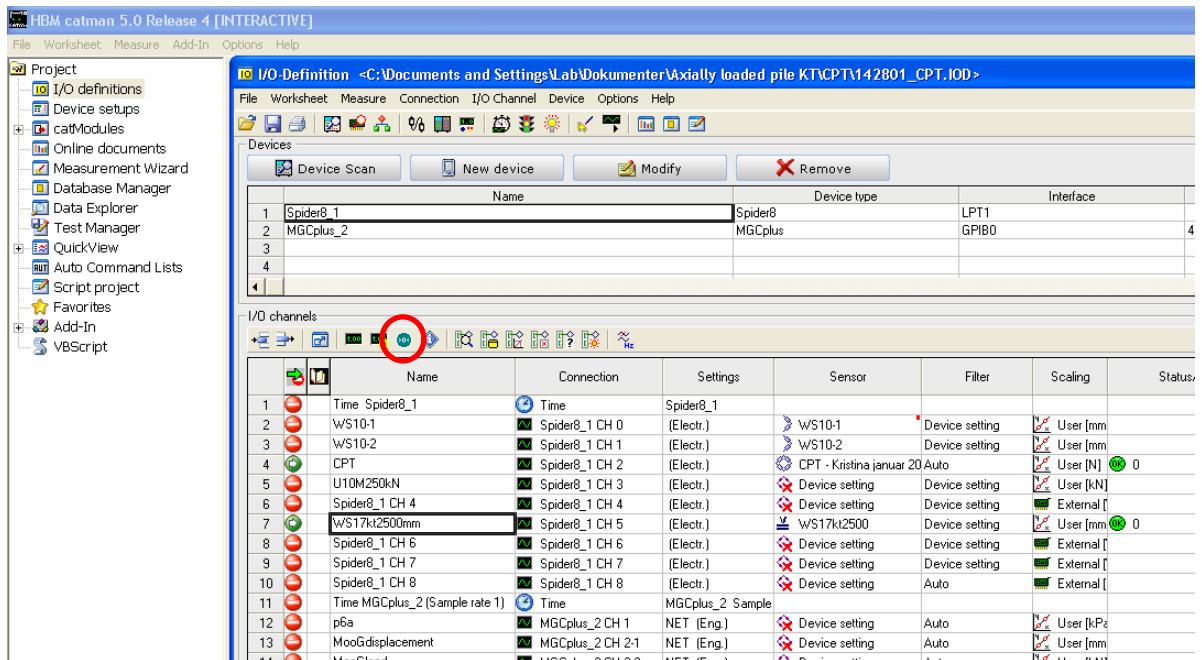 HBM catman 5.0 Release 4 [INTERACTIVE]
File Worksheet Measure Add-In Options Help
Project
I/O definitions
Device setups
catModules
Online documents
Measurement Wizard
Database Manager
Data Explorer
Test Manager
QuickView
Auto Command Lists
Script project
Favorites
Add-In
VBScript
I/O-Definition <C:\Documents and Settings\Lab\Dokumenter\Axially loaded pile KT\CPT\142801_CPT.IOD>
File Worksheet Measure Connection I/O Channel Device Options Help
Devices
Device Scan New device Modify Remove
Name Device type Interface
1 Spider8_1 Spider8 LPT1
2 MGCplus_2 MGCplus GPIB0 4
3
4
I/O channels
Name Connection Settings Sensor Filter Scaling Status/
1 Time Spider8_1 Time Spider8_1
2 WS10-1 Spider8_1 CH 0 (Electr.) WS10-1 Device setting User [mm
3 WS10-2 Spider8_1 CH 1 (Electr.) WS10-2 Device setting User [mm
4 CPT Spider8_1 CH 2 (Electr.) CPT - Kristina januar 20 Auto User [N] OK 0
5 U10M250kN Spider8_1 CH 3 (Electr.) Device setting Device setting User [kN]
6 Spider8_1 CH 4 Spider8_1 CH 4 (Electr.) Device setting Device setting External [
7 WS17kt2500mm Spider8_1 CH 5 (Electr.) WS17kt2500 Device setting User [mm OK 0
8 Spider8_1 CH 6 Spider8_1 CH 6 (Electr.) Device setting Device setting External [
9 Spider8_1 CH 7 Spider8_1 CH 7 (Electr.) Device setting Device setting External [
10 Spider8_1 CH 8 Spider8_1 CH 8 (Electr.) Device setting Auto External [
11 Time MGCplus_2 (Sample rate 1) Time MGCplus_2 Sample
12 p6a MGCplus_2 CH 1 NET (Eng.) Device setting Auto User [kPa
13 MooGdisplacement MGCplus_2 CH 2-1 NET (Eng.) Device setting Auto User [mm